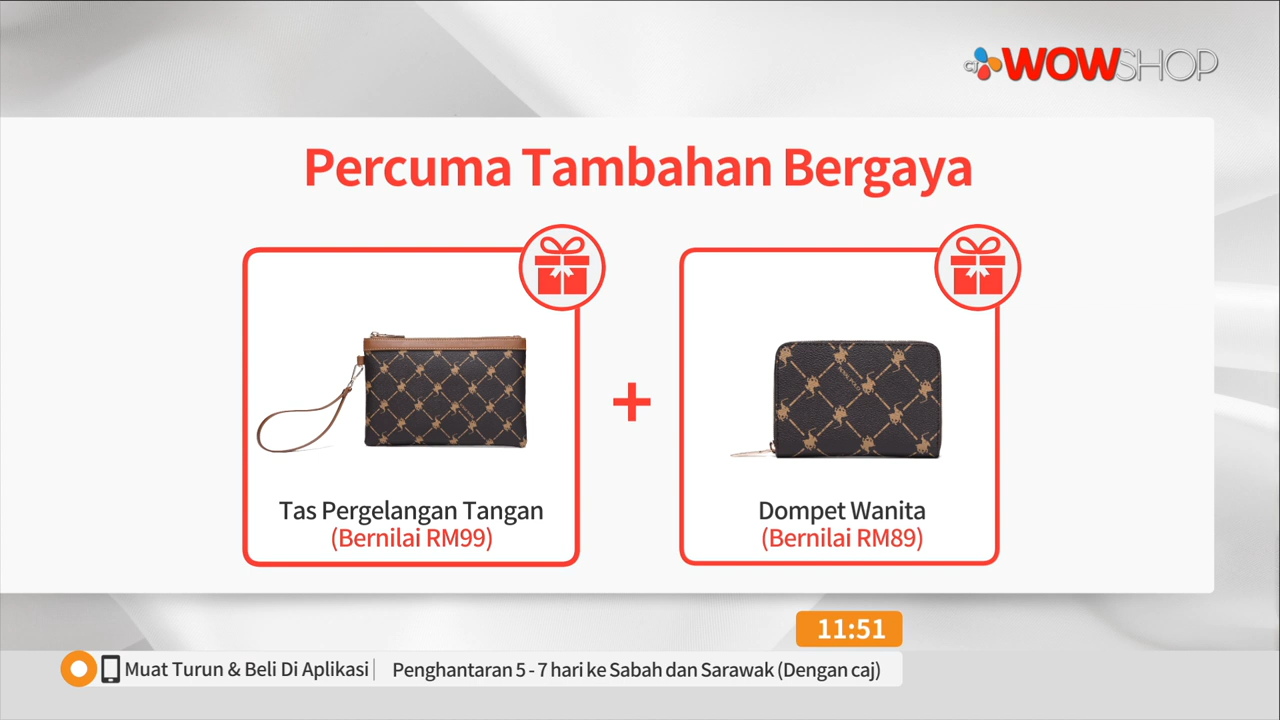 CJ WOWSHOP
Percuma Tambahan Bergaya
Tas Pergelangan Tangan
(Bernilai RM99)
+
Dompet Wanita
(Bernilai RM89)
11:51
Muat Turun & Beli Di Aplikasi | Penghantaran 5 - 7 hari ke Sabah dan Sarawak (Dengan caj)